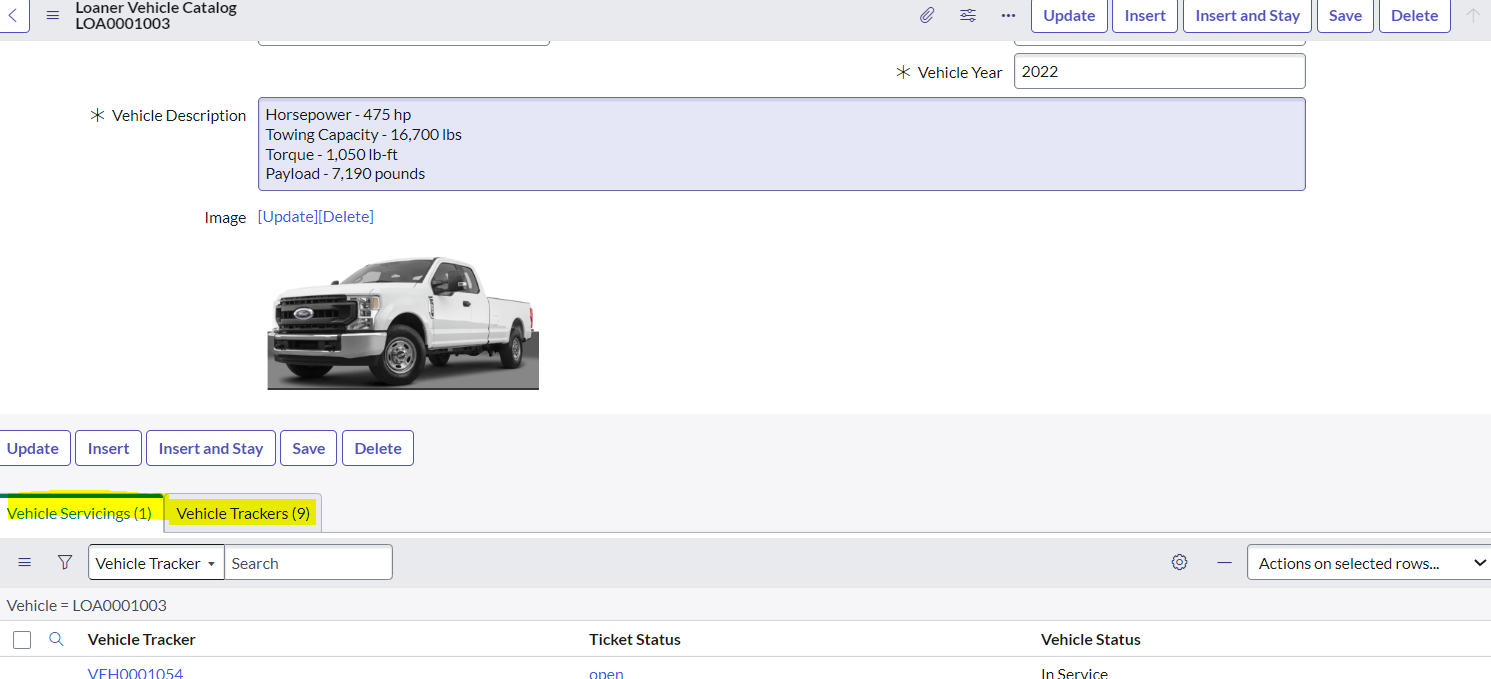 Loaner Vehicle Catalog
LOA0001003
Update Insert Insert and Stay Save Delete
Vehicle Year 2022
Vehicle Description
Horsepower - 475 hp
Towing Capacity - 16,700 lbs
Torque - 1,050 lb-ft
Payload - 7,190 pounds
Image [Update][Delete]
Ford
Update Insert Insert and Stay Save Delete
Vehicle Servicings (1) Vehicle Trackers (9)
Vehicle Tracker Search Actions on selected rows...
Vehicle = LOA0001003
Vehicle Tracker Ticket Status Vehicle Status
VEH0001054 open In Service